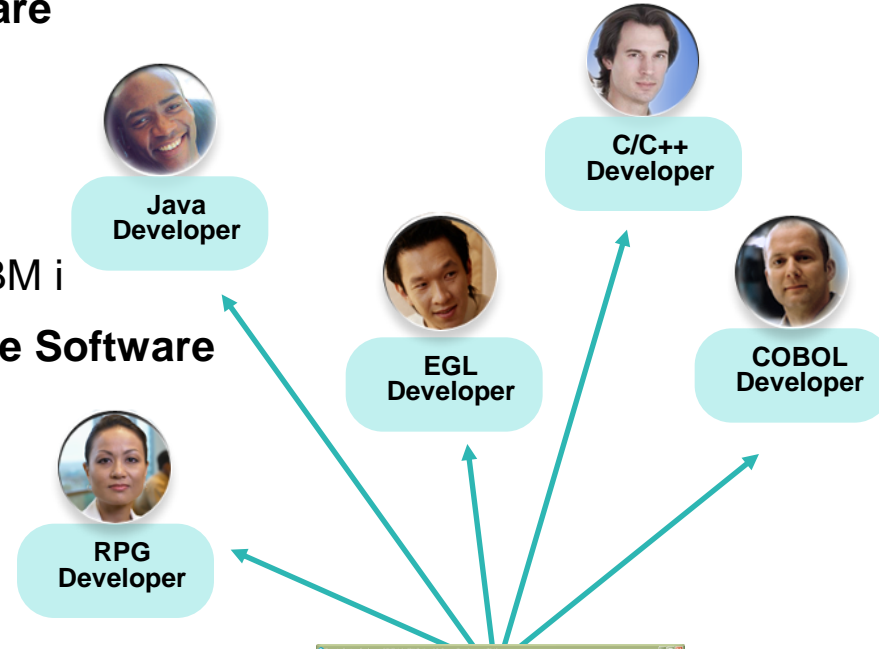 are
C/C++
Developer
Java
Developer
BM i
e Software
EGL
Developer
COBOL
Developer
RPG
Developer